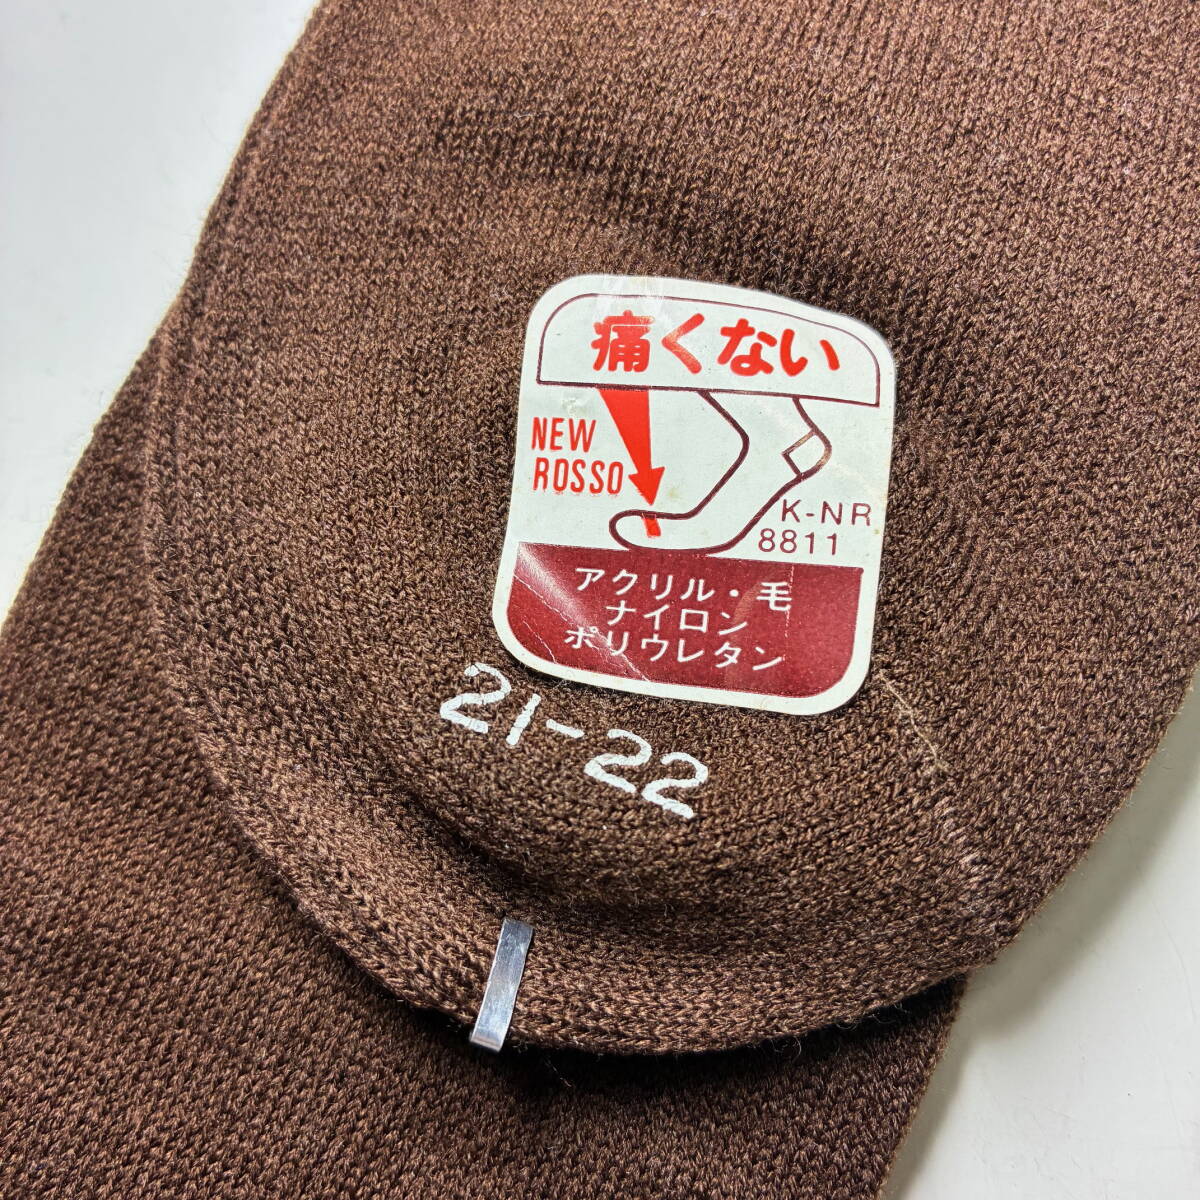 痛くない
NEW
ROSSO
K-NR
8811
アクリル・毛
ナイロン
ポリウレタン
21-22